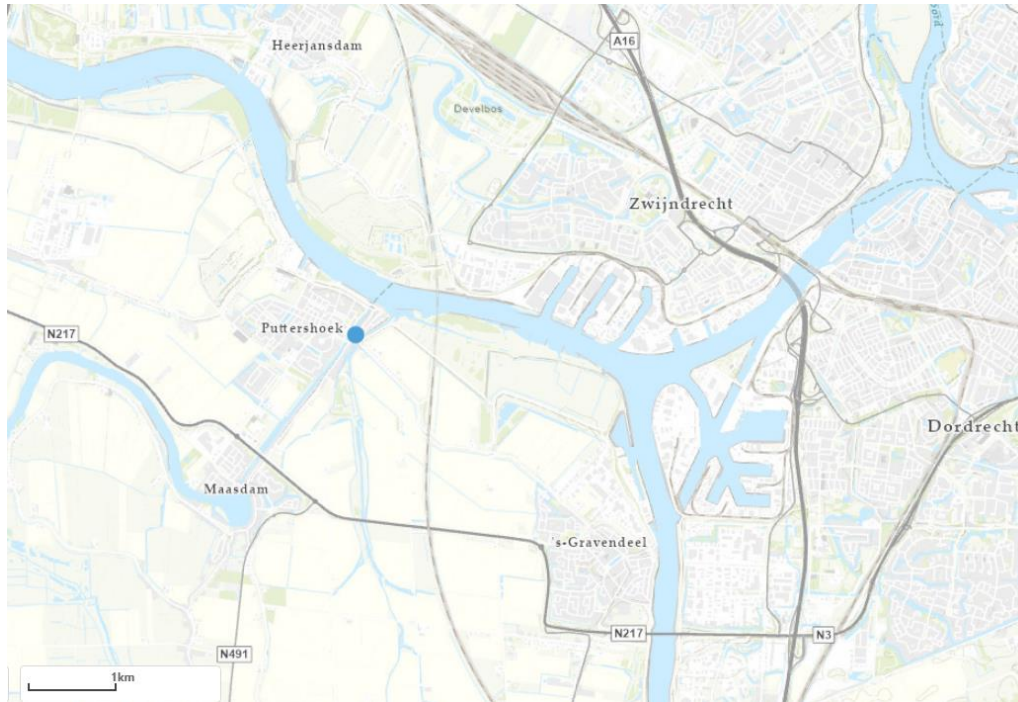 A16
Heerjansdam
Develbos
Zwijndrecht
Puttershoek
N217
Dordrecht
Maasdam
's-Gravendeel
N217
N3
N491
1km